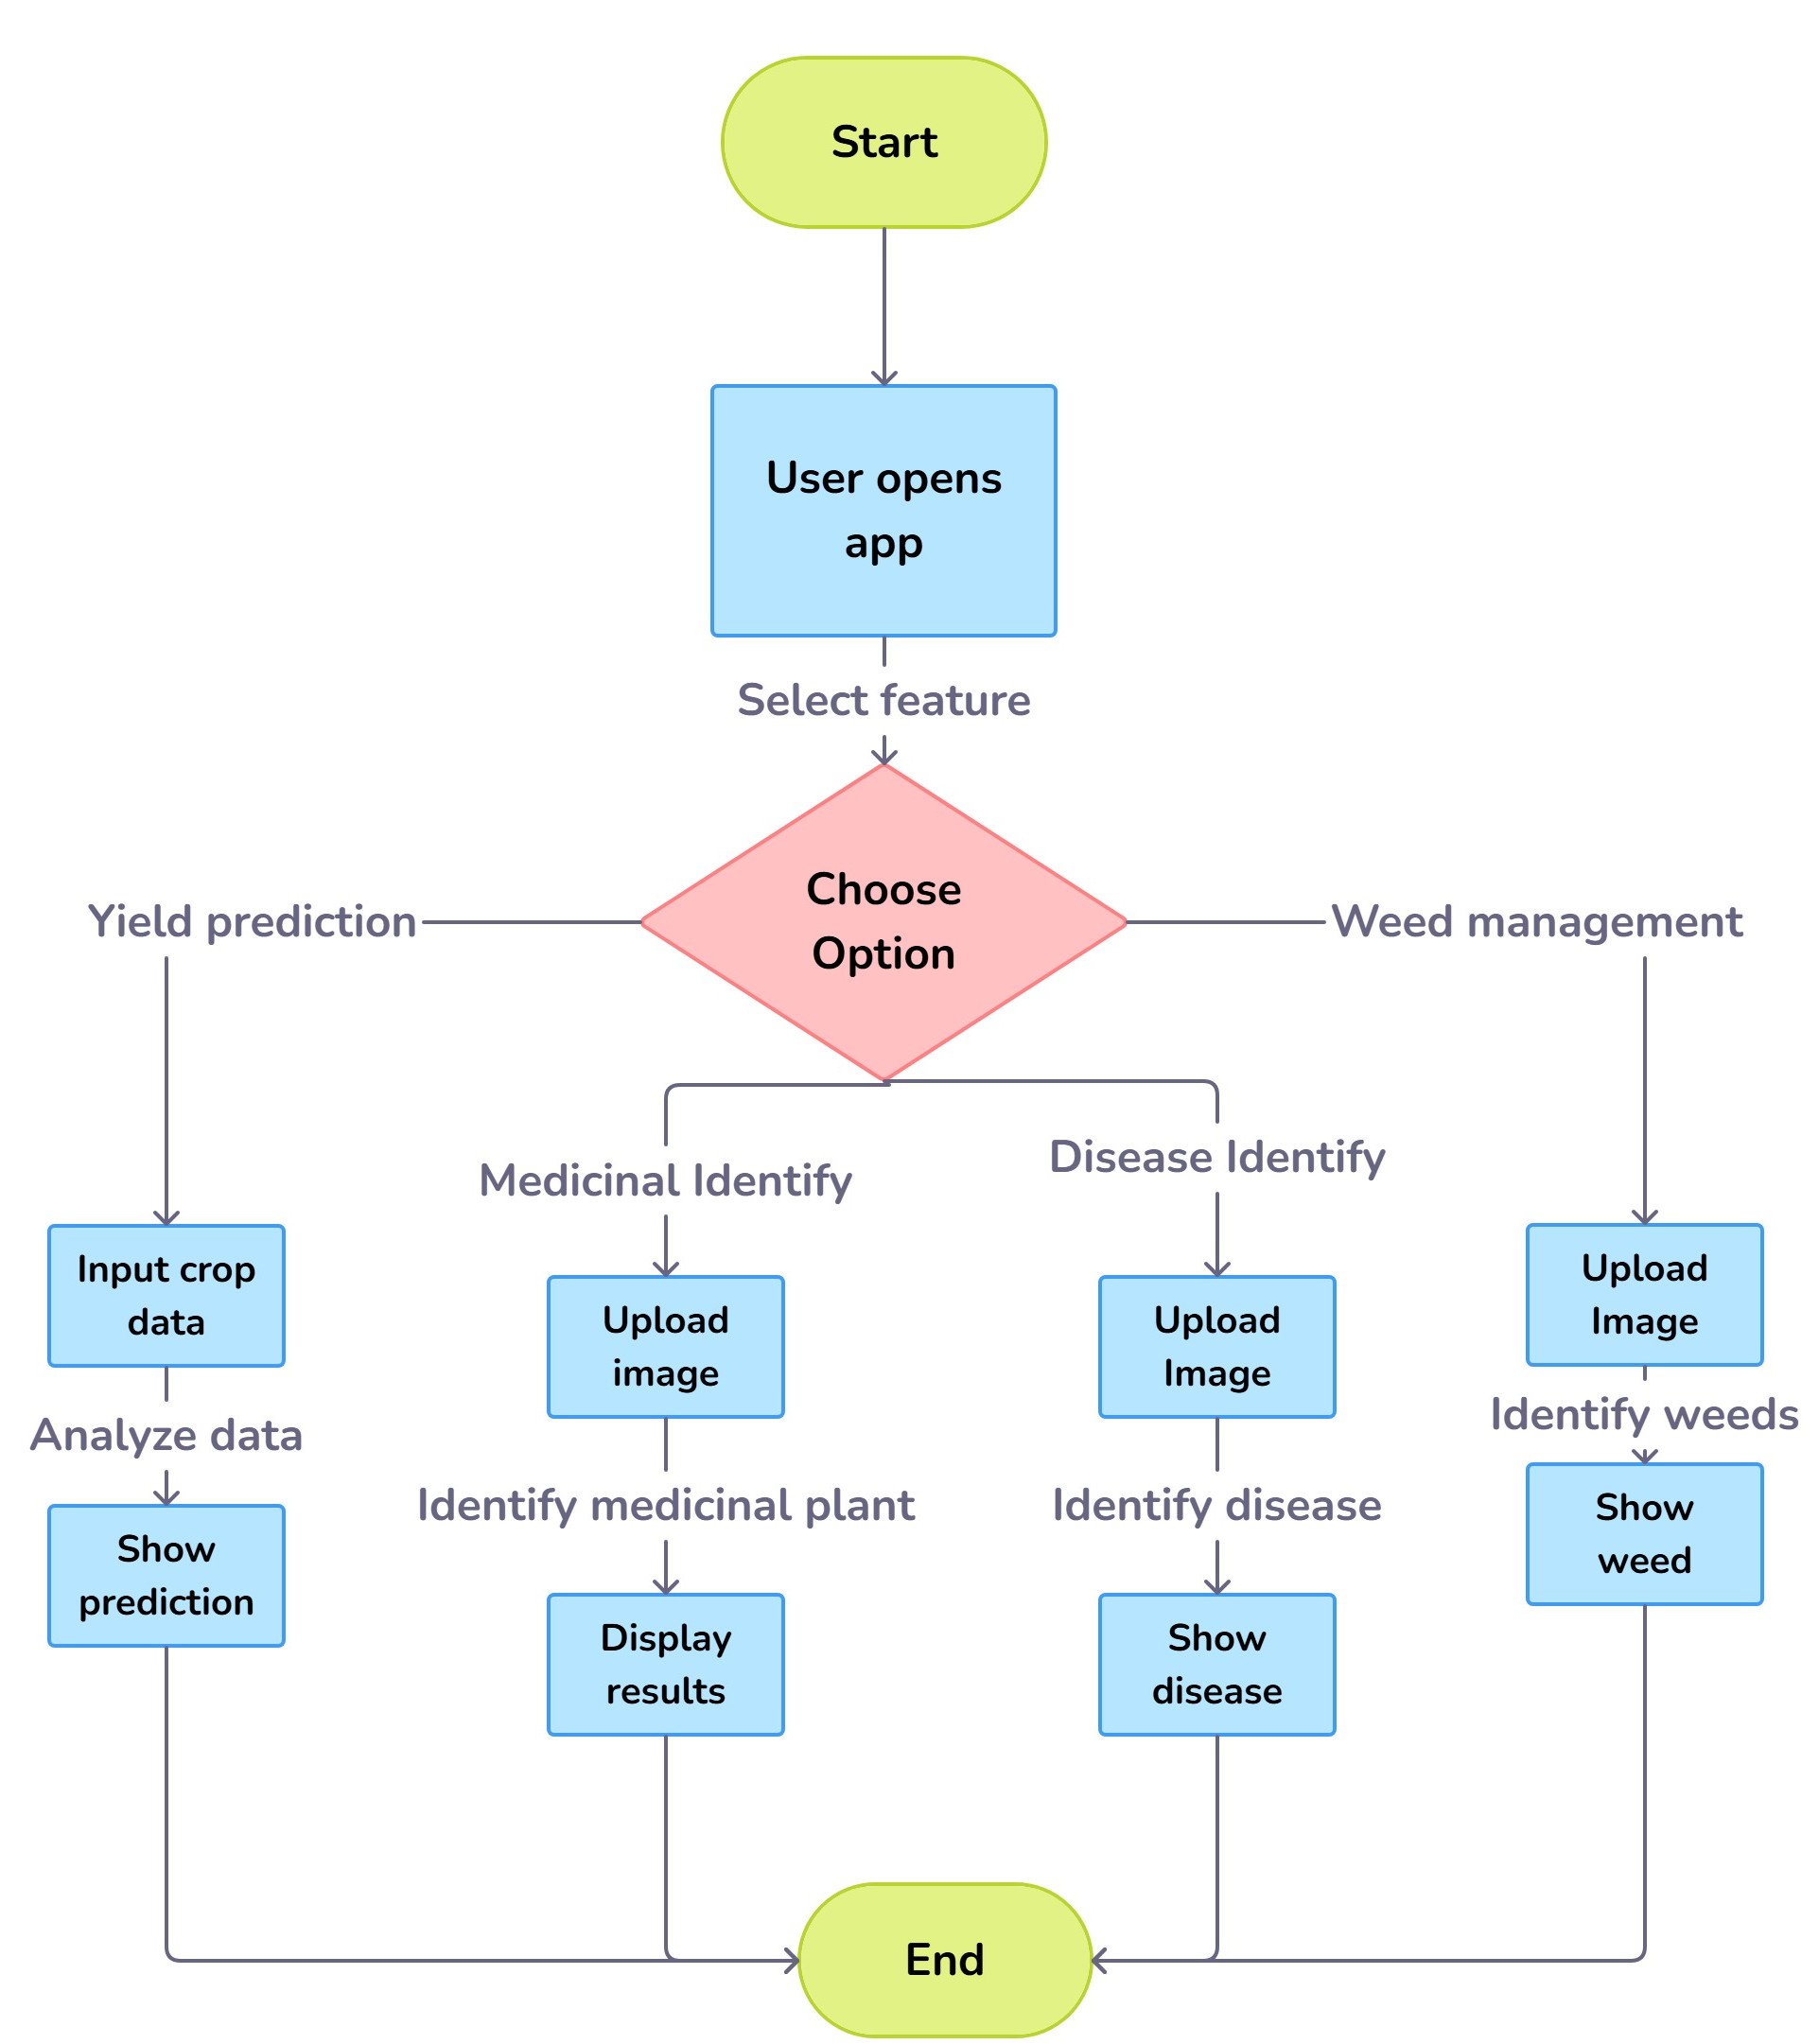 Start
User opens
app
Select feature
Choose
Option
Yield prediction
Weed management
Medicinal Identify
Disease Identify
Input crop
data
Upload
image
Upload
Image
Upload
Image
Analyze data
Identify medicinal plant
Identify disease
Identify weeds
Show
prediction
Display
results
Show
disease
Show
weed
End